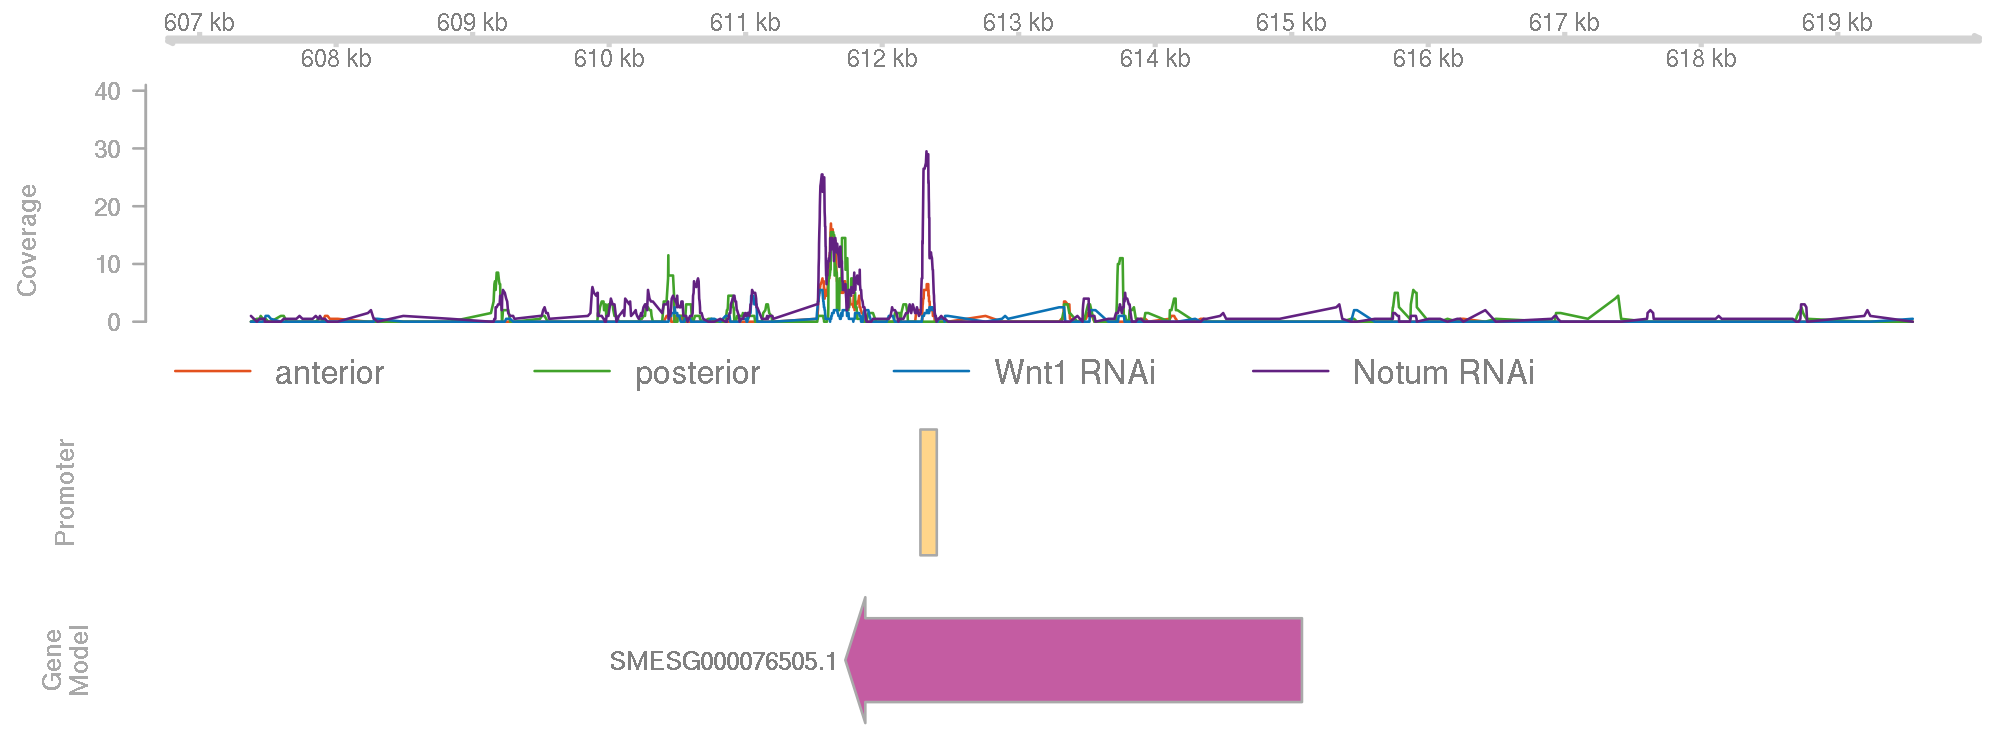 607 kb 609 kb 611 kb 613 kb 615 kb 617 kb 619 kb
608 kb 610 kb 612 kb 614 kb 616 kb 618 kb
40
30
20
10
0
Coverage
anterior posterior Wnt1 RNAi Notum RNAi
Promoter
Gene
Model
SMESG000076505.1